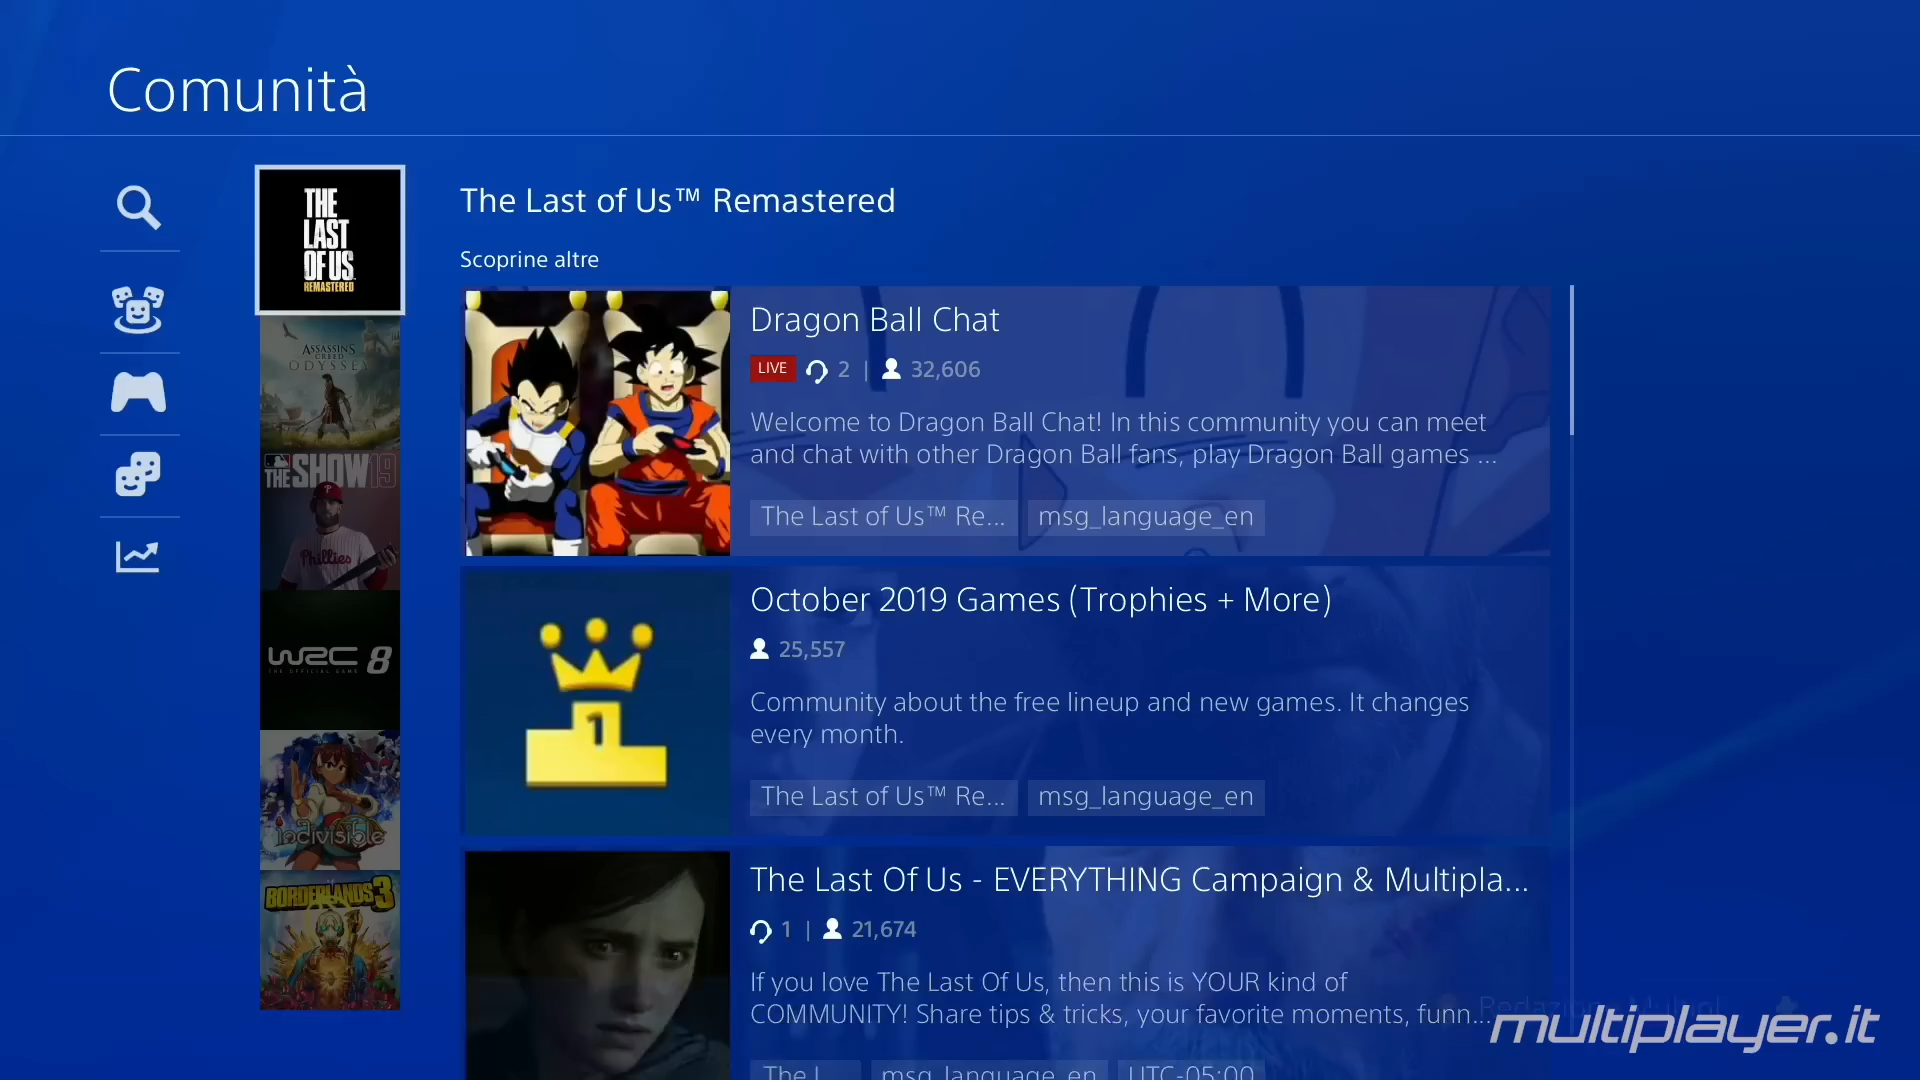 Comunità
THE
LAST
OF US
REMASTERED
The Last of Us™ Remastered
Scoprine altre
ASSASSIN'S
CREED
ODYSSEY
THE SHOW 19
Phillies
WRC 8
THE OFFICIAL GAME
Indivisible
BORDERLANDS 3
Dragon Ball Chat
LIVE 2 | 32,606
Welcome to Dragon Ball Chat! In this community you can meet
and chat with other Dragon Ball fans, play Dragon Ball games ...
The Last of Us™ Re... msg_language_en
1
October 2019 Games (Trophies + More)
25,557
Community about the free lineup and new games. It changes
every month.
The Last of Us™ Re... msg_language_en
The Last Of Us - EVERYTHING Campaign & Multipla...
1 | 21,674
If you love The Last Of Us, then this is YOUR kind of
COMMUNITY! Share tips & tricks, your favorite moments, funn...
The L... msg_language_en UTC-05:00
multiplayer.it